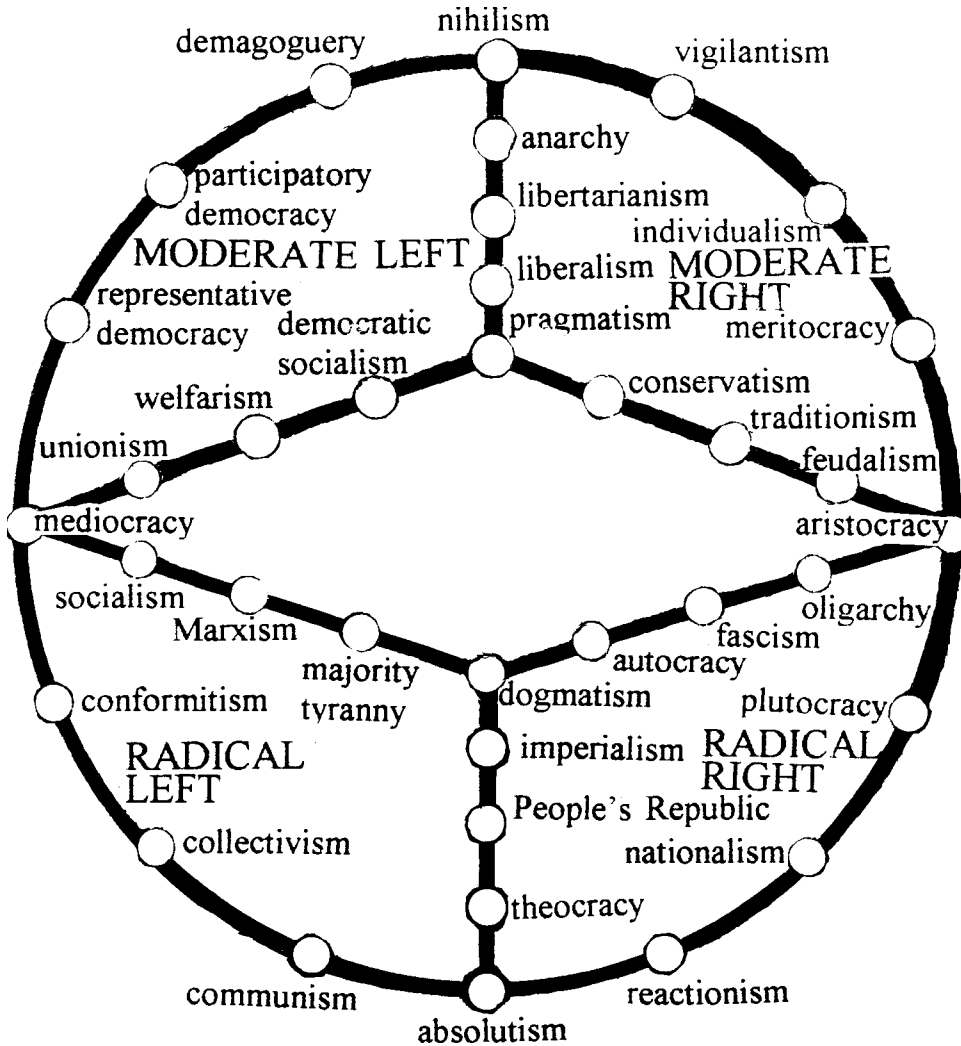 nihilism
demagoguery
vigilantism
anarchy
participatory
democracy
libertarianism
individualism
MODERATE LEFT
liberalism
MODERATE
RIGHT
representative
democracy
democratic
socialism
pragmatism
meritocracy
welfarism
conservatism
traditionism
unionism
feudalism
mediocracy
aristocracy
socialism
Marxism
majority
tyranny
oligarchy
fascism
autocracy
dogmatism
conformitism
plutocracy
RADICAL
LEFT
imperialism
RADICAL
RIGHT
People's Republic
collectivism
nationalism
theocracy
communism
reactionism
absolutism